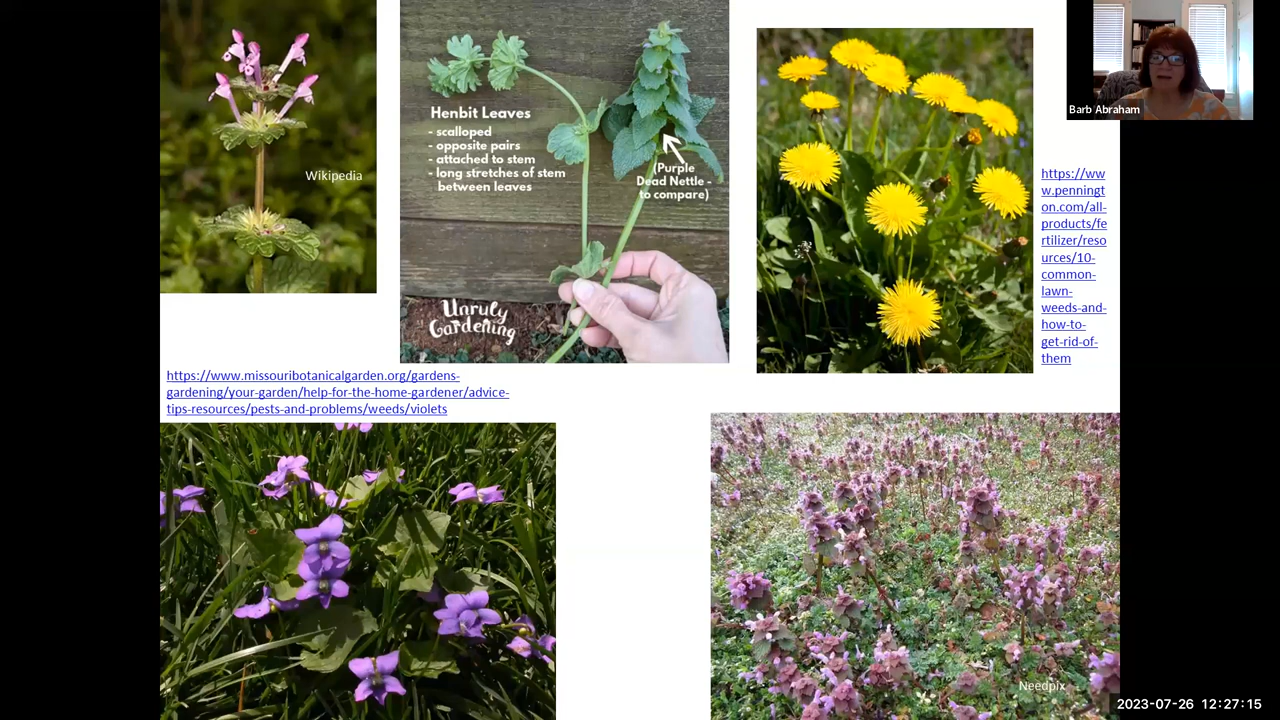 Wikipedia
Henbit Leaves
- scalloped
- opposite pairs
- attached to stem
- long stretches of stem
between leaves
(Purple
Dead Nettle -
to compare)
Unruly
Gardening
Barb Abraham
https://ww
w.penningt
on.com/all-
products/fe
rtilizer/reso
urces/10-
common-
lawn-
weeds-and-
how-to-
get-rid-of-
them
https://www.missouribotanicalgarden.org/gardens-
gardening/your-garden/help-for-the-home-gardener/advice-
tips-resources/pests-and-problems/weeds/violets
Needpix
2023-07-26 12:27:15